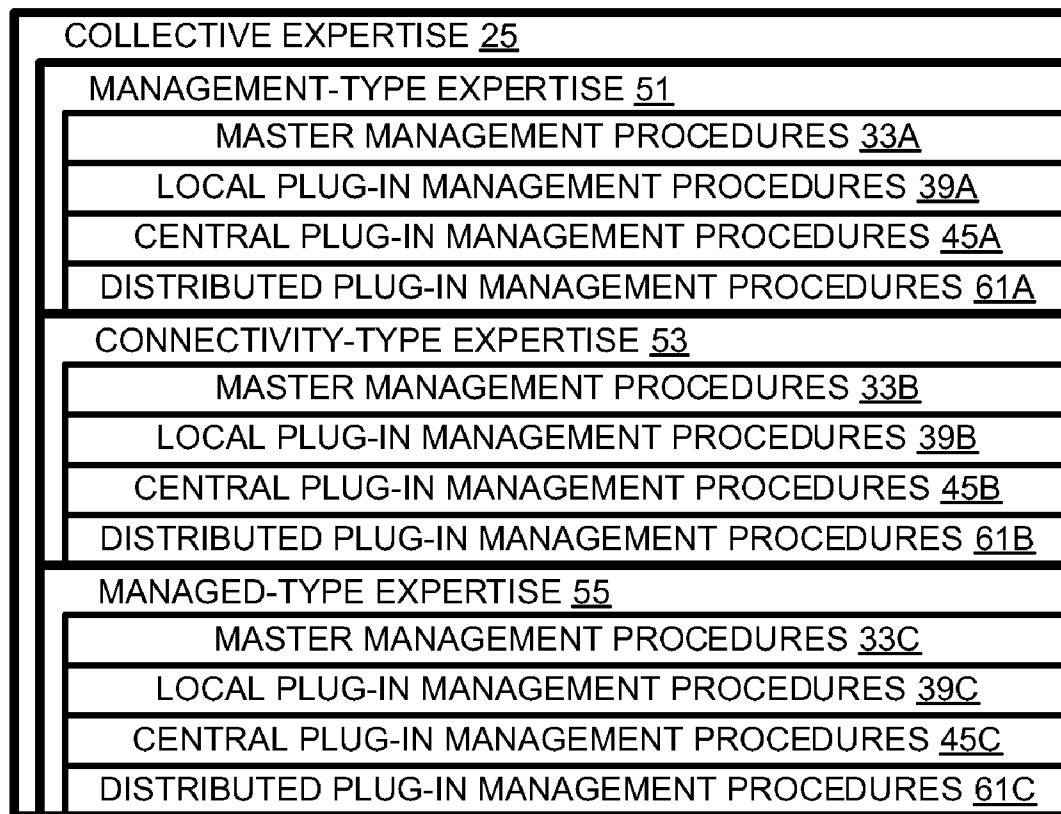 COLLECTIVE EXPERTISE 25
MANAGEMENT-TYPE EXPERTISE 51
MASTER MANAGEMENT PROCEDURES 33A
LOCAL PLUG-IN MANAGEMENT PROCEDURES 39A
CENTRAL PLUG-IN MANAGEMENT PROCEDURES 45A
DISTRIBUTED PLUG-IN MANAGEMENT PROCEDURES 61A
CONNECTIVITY-TYPE EXPERTISE 53
MASTER MANAGEMENT PROCEDURES 33B
LOCAL PLUG-IN MANAGEMENT PROCEDURES 39B
CENTRAL PLUG-IN MANAGEMENT PROCEDURES 45B
DISTRIBUTED PLUG-IN MANAGEMENT PROCEDURES 61B
MANAGED-TYPE EXPERTISE 55
MASTER MANAGEMENT PROCEDURES 33C
LOCAL PLUG-IN MANAGEMENT PROCEDURES 39C
CENTRAL PLUG-IN MANAGEMENT PROCEDURES 45C
DISTRIBUTED PLUG-IN MANAGEMENT PROCEDURES 61C